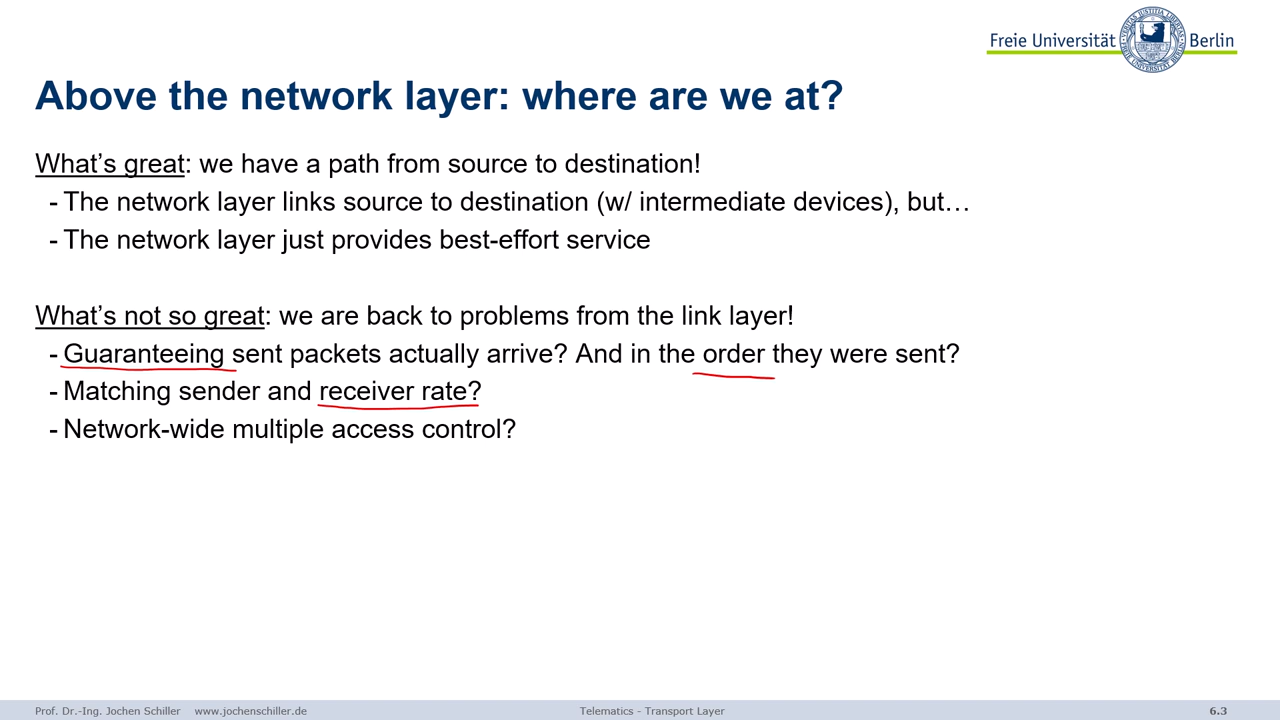 Freie Universität Berlin
Above the network layer: where are we at?
What’s great: we have a path from source to destination!
- The network layer links source to destination (w/ intermediate devices), but…
- The network layer just provides best-effort service
What’s not so great: we are back to problems from the link layer!
- Guaranteeing sent packets actually arrive? And in the order they were sent?
- Matching sender and receiver rate?
- Network-wide multiple access control?
Prof. Dr.-Ing. Jochen Schiller www.jochenschiller.de Telematics - Transport Layer 6.3